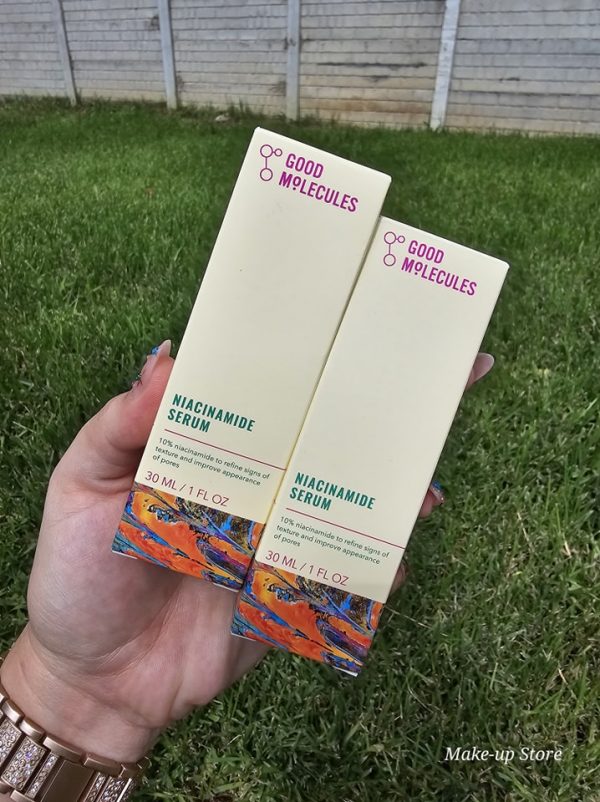 GOOD
MOLECULES
NIACINAMIDE
SERUM
10% niacinamide to refine signs of
texture and improve appearance
of pores
30 ML / 1 FL OZ
GOOD
MOLECULES
NIACINAMIDE
SERUM
10% niacinamide to refine signs of
texture and improve appearance
of pores
30 ML / 1 FL OZ
Make-up Store